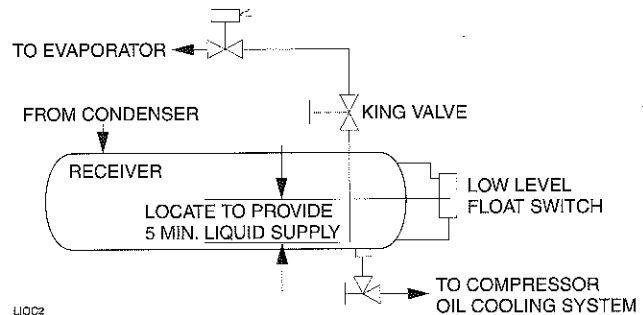 TO EVAPORATOR
FROM CONDENSER
KING VALVE
RECEIVER
LOCATE TO PROVIDE
5 MIN. LIQUID SUPPLY
LOW LEVEL
FLOAT SWITCH
TO COMPRESSOR
OIL COOLING SYSTEM
LIOC2